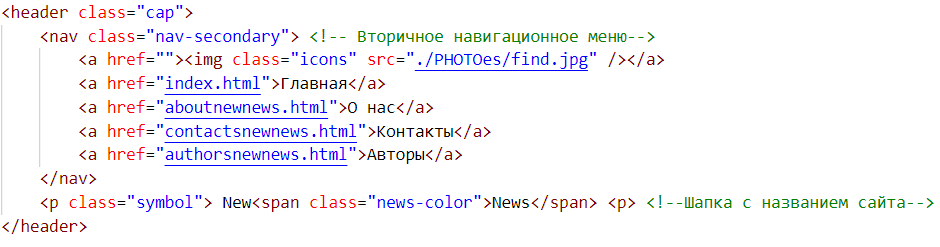 <header class="cap">
<nav class="nav-secondary"> <!-- Вторичное навигационное меню-->
<a href=""><img class="icons" src="./PHOTOes/find.jpg" /></a>
<a href="index.html">Главная</a>
<a href="aboutnewnews.html">О нас</a>
<a href="contactsnewnews.html">Контакты</a>
<a href="authorsnewnews.html">Авторы</a>
</nav>
<p class="symbol"> New<span class="news-color">News</span> <p> <!--Шапка с названием сайта-->
</header>